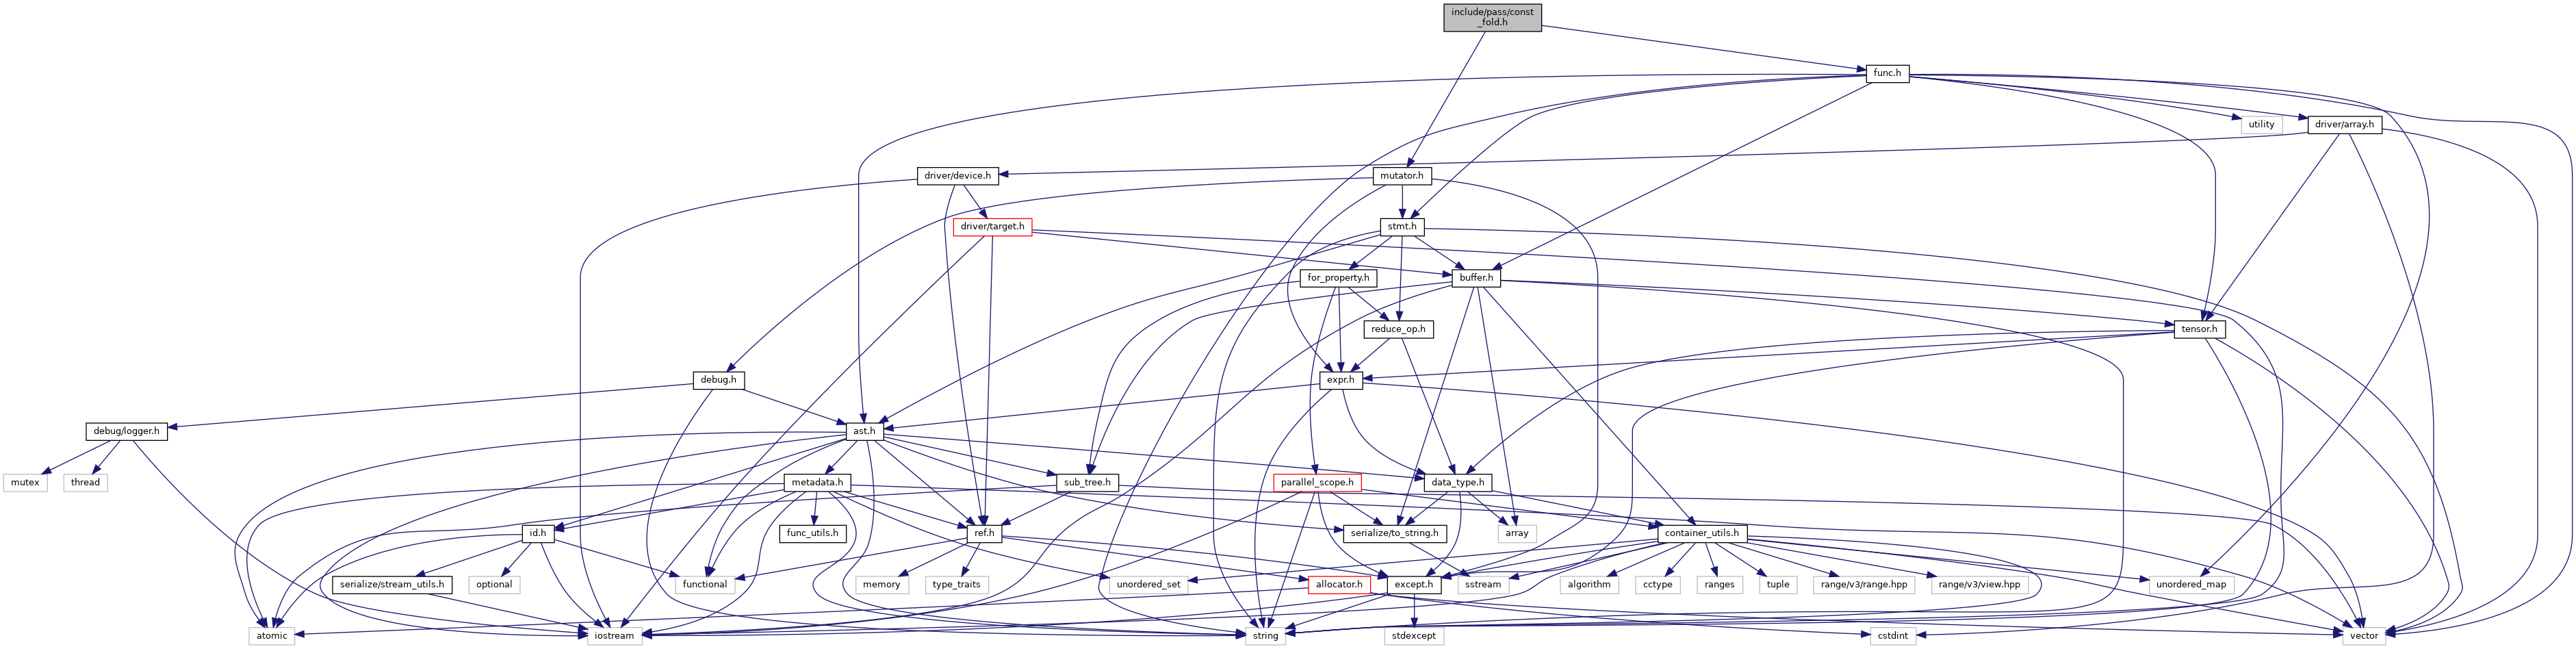 include/pass/const
_fold.h
func.h
utility
driver/array.h
driver/device.h
mutator.h
driver/target.h
stmt.h
for_property.h
buffer.h
reduce_op.h
tensor.h
debug.h
expr.h
debug/logger.h
ast.h
mutex
thread
metadata.h
sub_tree.h
parallel_scope.h
data_type.h
id.h
func_utils.h
ref.h
serialize/to_string.h
array
container_utils.h
serialize/stream_utils.h
optional
functional
memory
type_traits
unordered_set
allocator.h
except.h
sstream
algorithm
cctype
ranges
tuple
range/v3/range.hpp
range/v3/view.hpp
unordered_map
atomic
iostream
string
stdexcept
cstdint
vector